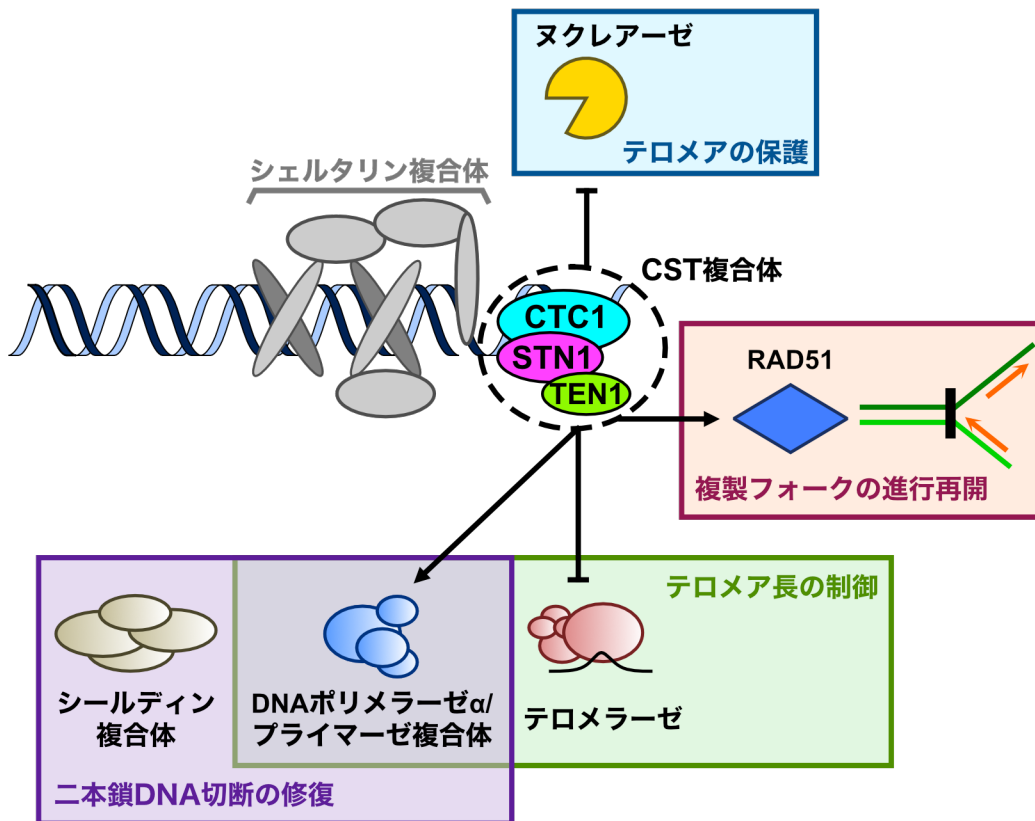 ヌクレアーゼ
テロメアの保護
シェルタリン複合体
CST複合体
CTC1
STN1
TEN1
RAD51
複製フォークの進行再開
テロメア長の制御
シールディン
複合体
DNAポリメラーゼα/
プライマーゼ複合体
テロメラーゼ
二本鎖DNA切断の修復